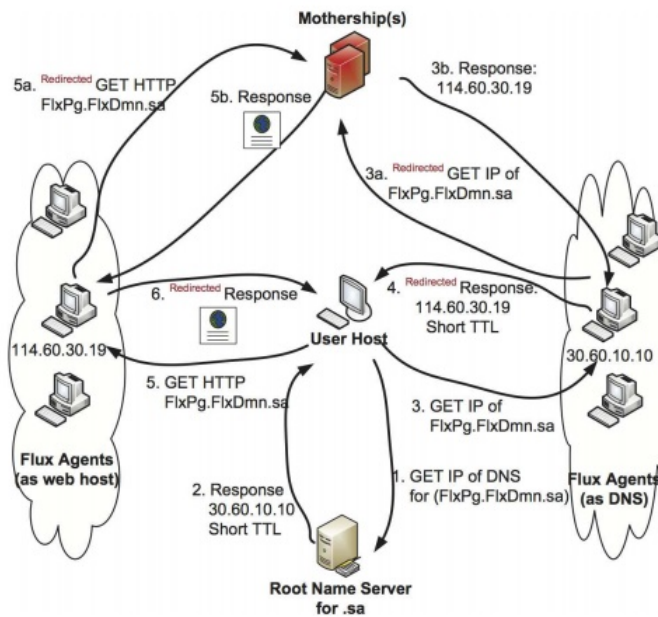 Mothership(s)
5a. Redirected GET HTTP
FlxPg.FlxDmn.sa
5b. Response
3b. Response:
114.60.30.19
3a. Redirected GET IP of
FlxPg.FlxDmn.sa
6. Redirected Response
4. Redirected Response:
114.60.30.19
Short TTL
User Host
114.60.30.19
30.60.10.10
5. GET HTTP
FlxPg.FlxDmn.sa
3. GET IP of
FlxPg.FlxDmn.sa
Flux Agents
(as web host)
2. Response
30.60.10.10
Short TTL
1. GET IP of DNS
for (FlxPg.FlxDmn.sa)
Flux Agents
(as DNS)
Root Name Server
for .sa